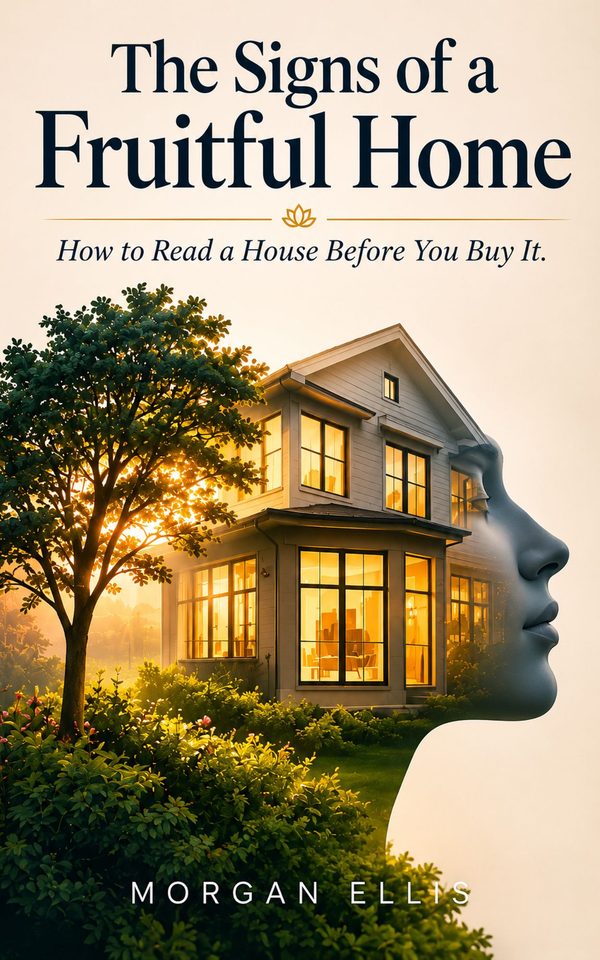 The Signs of a
Fruitful Home
How to Read a House Before You Buy It.
MORGAN ELLIS